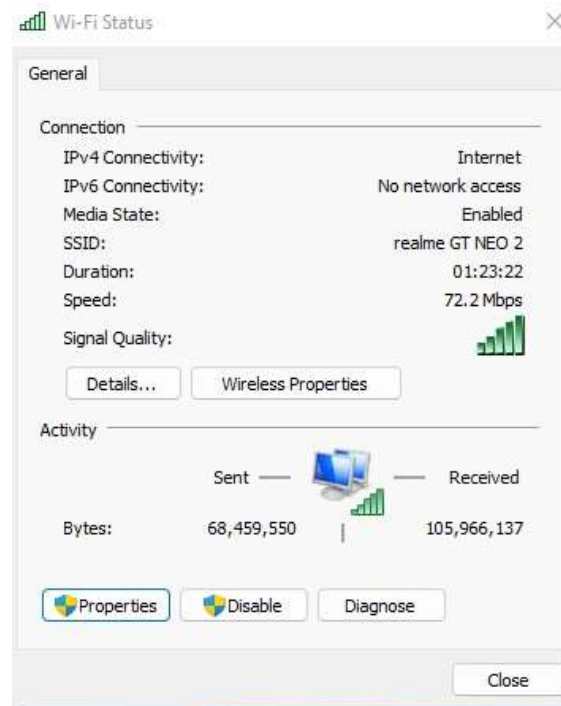 Wi-Fi Status
General
Connection
IPv4 Connectivity: Internet
IPv6 Connectivity: No network access
Media State: Enabled
SSID: realme GT NEO 2
Duration: 01:23:22
Speed: 72.2 Mbps
Signal Quality:
Details... Wireless Properties
Activity
Sent Received
Bytes: 68,459,550 105,966,137
Properties Disable Diagnose
Close